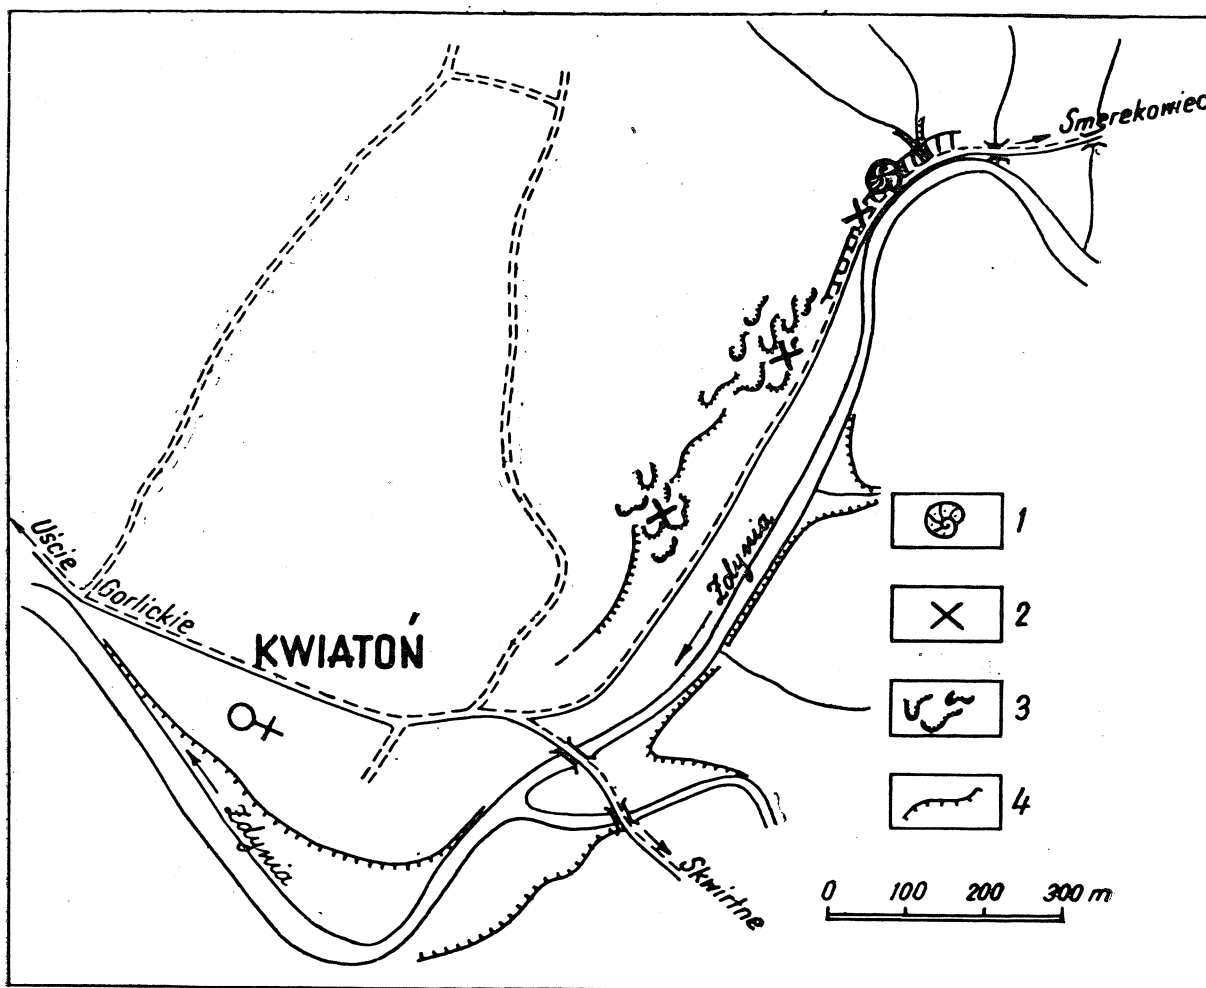 Smerekowiec
Zdynia
Uście
Gorlickie
KWIATOŃ
Zdynia
Skwirtne
1
2
3
4
0 100 200 300 m